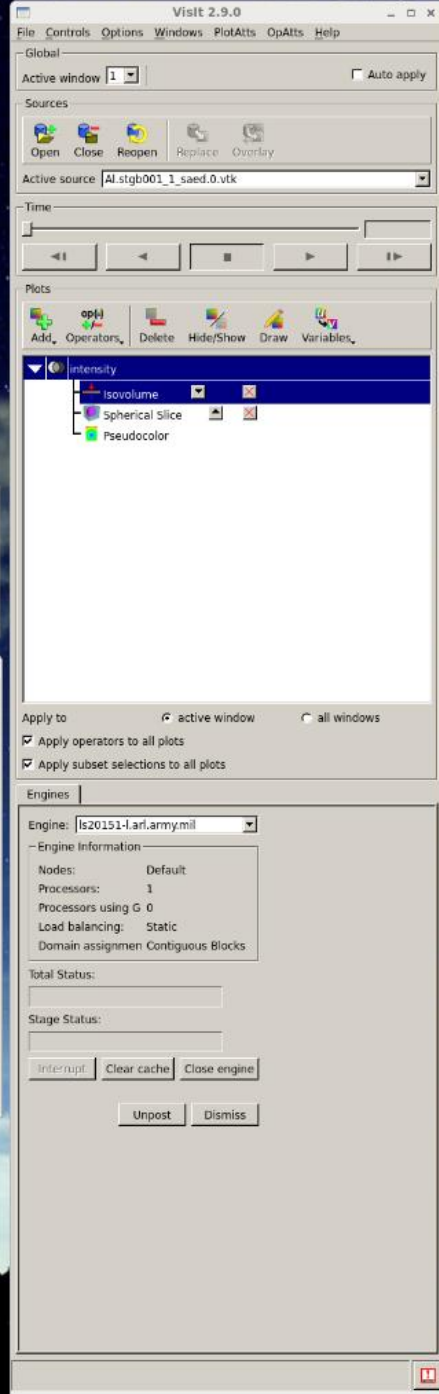 VisIt 2.9.0
File Controls Options Windows PlotAtts OpAtts Help
Global
Active window 1 Auto apply
Sources
Open Close Reopen Replace Overlay
Active source Al.stgb001_1_saed.0.vtk
Time
Plots
op(+)
Add Operators Delete Hide/Show Draw Variables
intensity
Isovolume
Spherical Slice
Pseudocolor
Apply to active window all windows
Apply operators to all plots
Apply subset selections to all plots
Engines
Engine: ls20151-l.arl.army.mil
Engine Information
Nodes: Default
Processors: 1
Processors using G 0
Load balancing: Static
Domain assignmen Contiguous Blocks
Total Status:
Stage Status:
Interrupt Clear cache Close engine
Unpost Dismiss